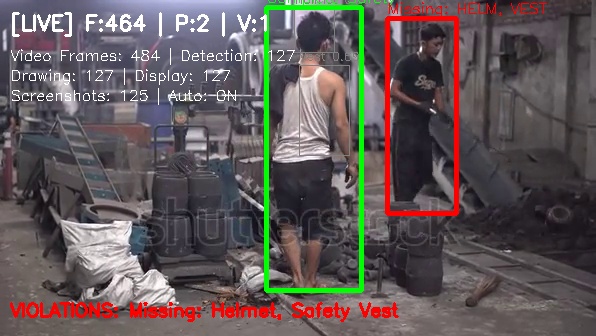 [LIVE] F:464 | P:2 | V:1
Missing: HELM, VEST
Video Frames: 484 | Detection: 127
Drawing: 127 | Display: 127
Screenshots: 125 | Auto: ON
shutterstock
VIOLATIONS: Missing: Helmet, Safety Vest